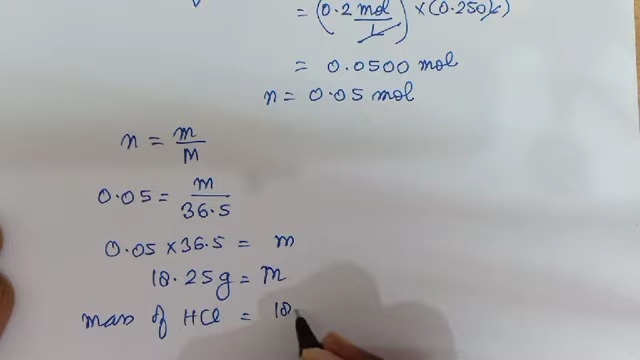 = (0.2 mol/L) × (0.250 L)
= 0.0500 mol
n = 0.05 mol
n = m/M
0.05 = m/36.5
0.05 × 36.5 = m
18.25g = m
mass of HCl = 18.